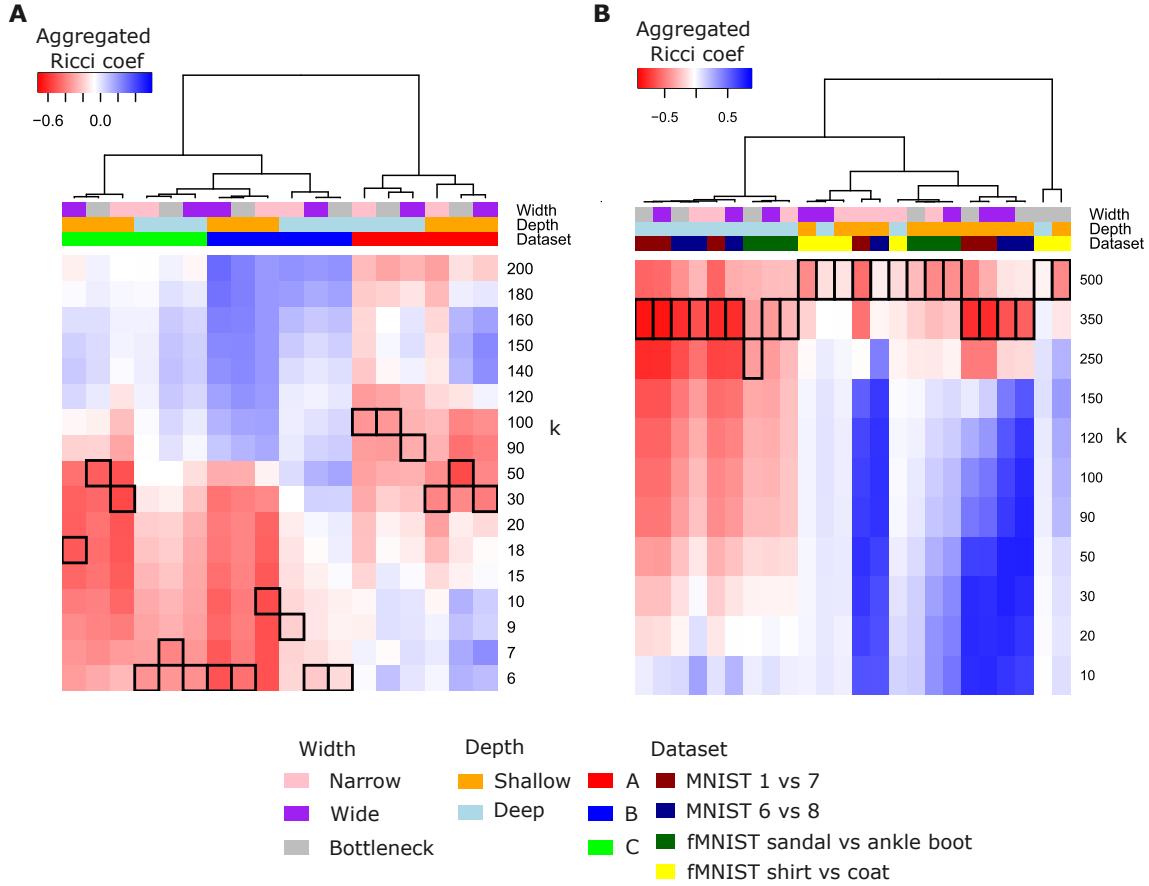 A
Aggregated
Ricci coef
−0.6 0.0
Width
Depth
Dataset
200
180
160
150
140
120
100
90
50
30
20
18
15
10
9
7
6
k
B
Aggregated
Ricci coef
−0.5 0.5
Width
Depth
Dataset
500
350
250
150
120
100
90
50
30
20
10
k
Width
Narrow
Wide
Bottleneck
Depth
Shallow
Deep
Dataset
A
B
C
MNIST 1 vs 7
MNIST 6 vs 8
fMNIST sandal vs ankle boot
fMNIST shirt vs coat